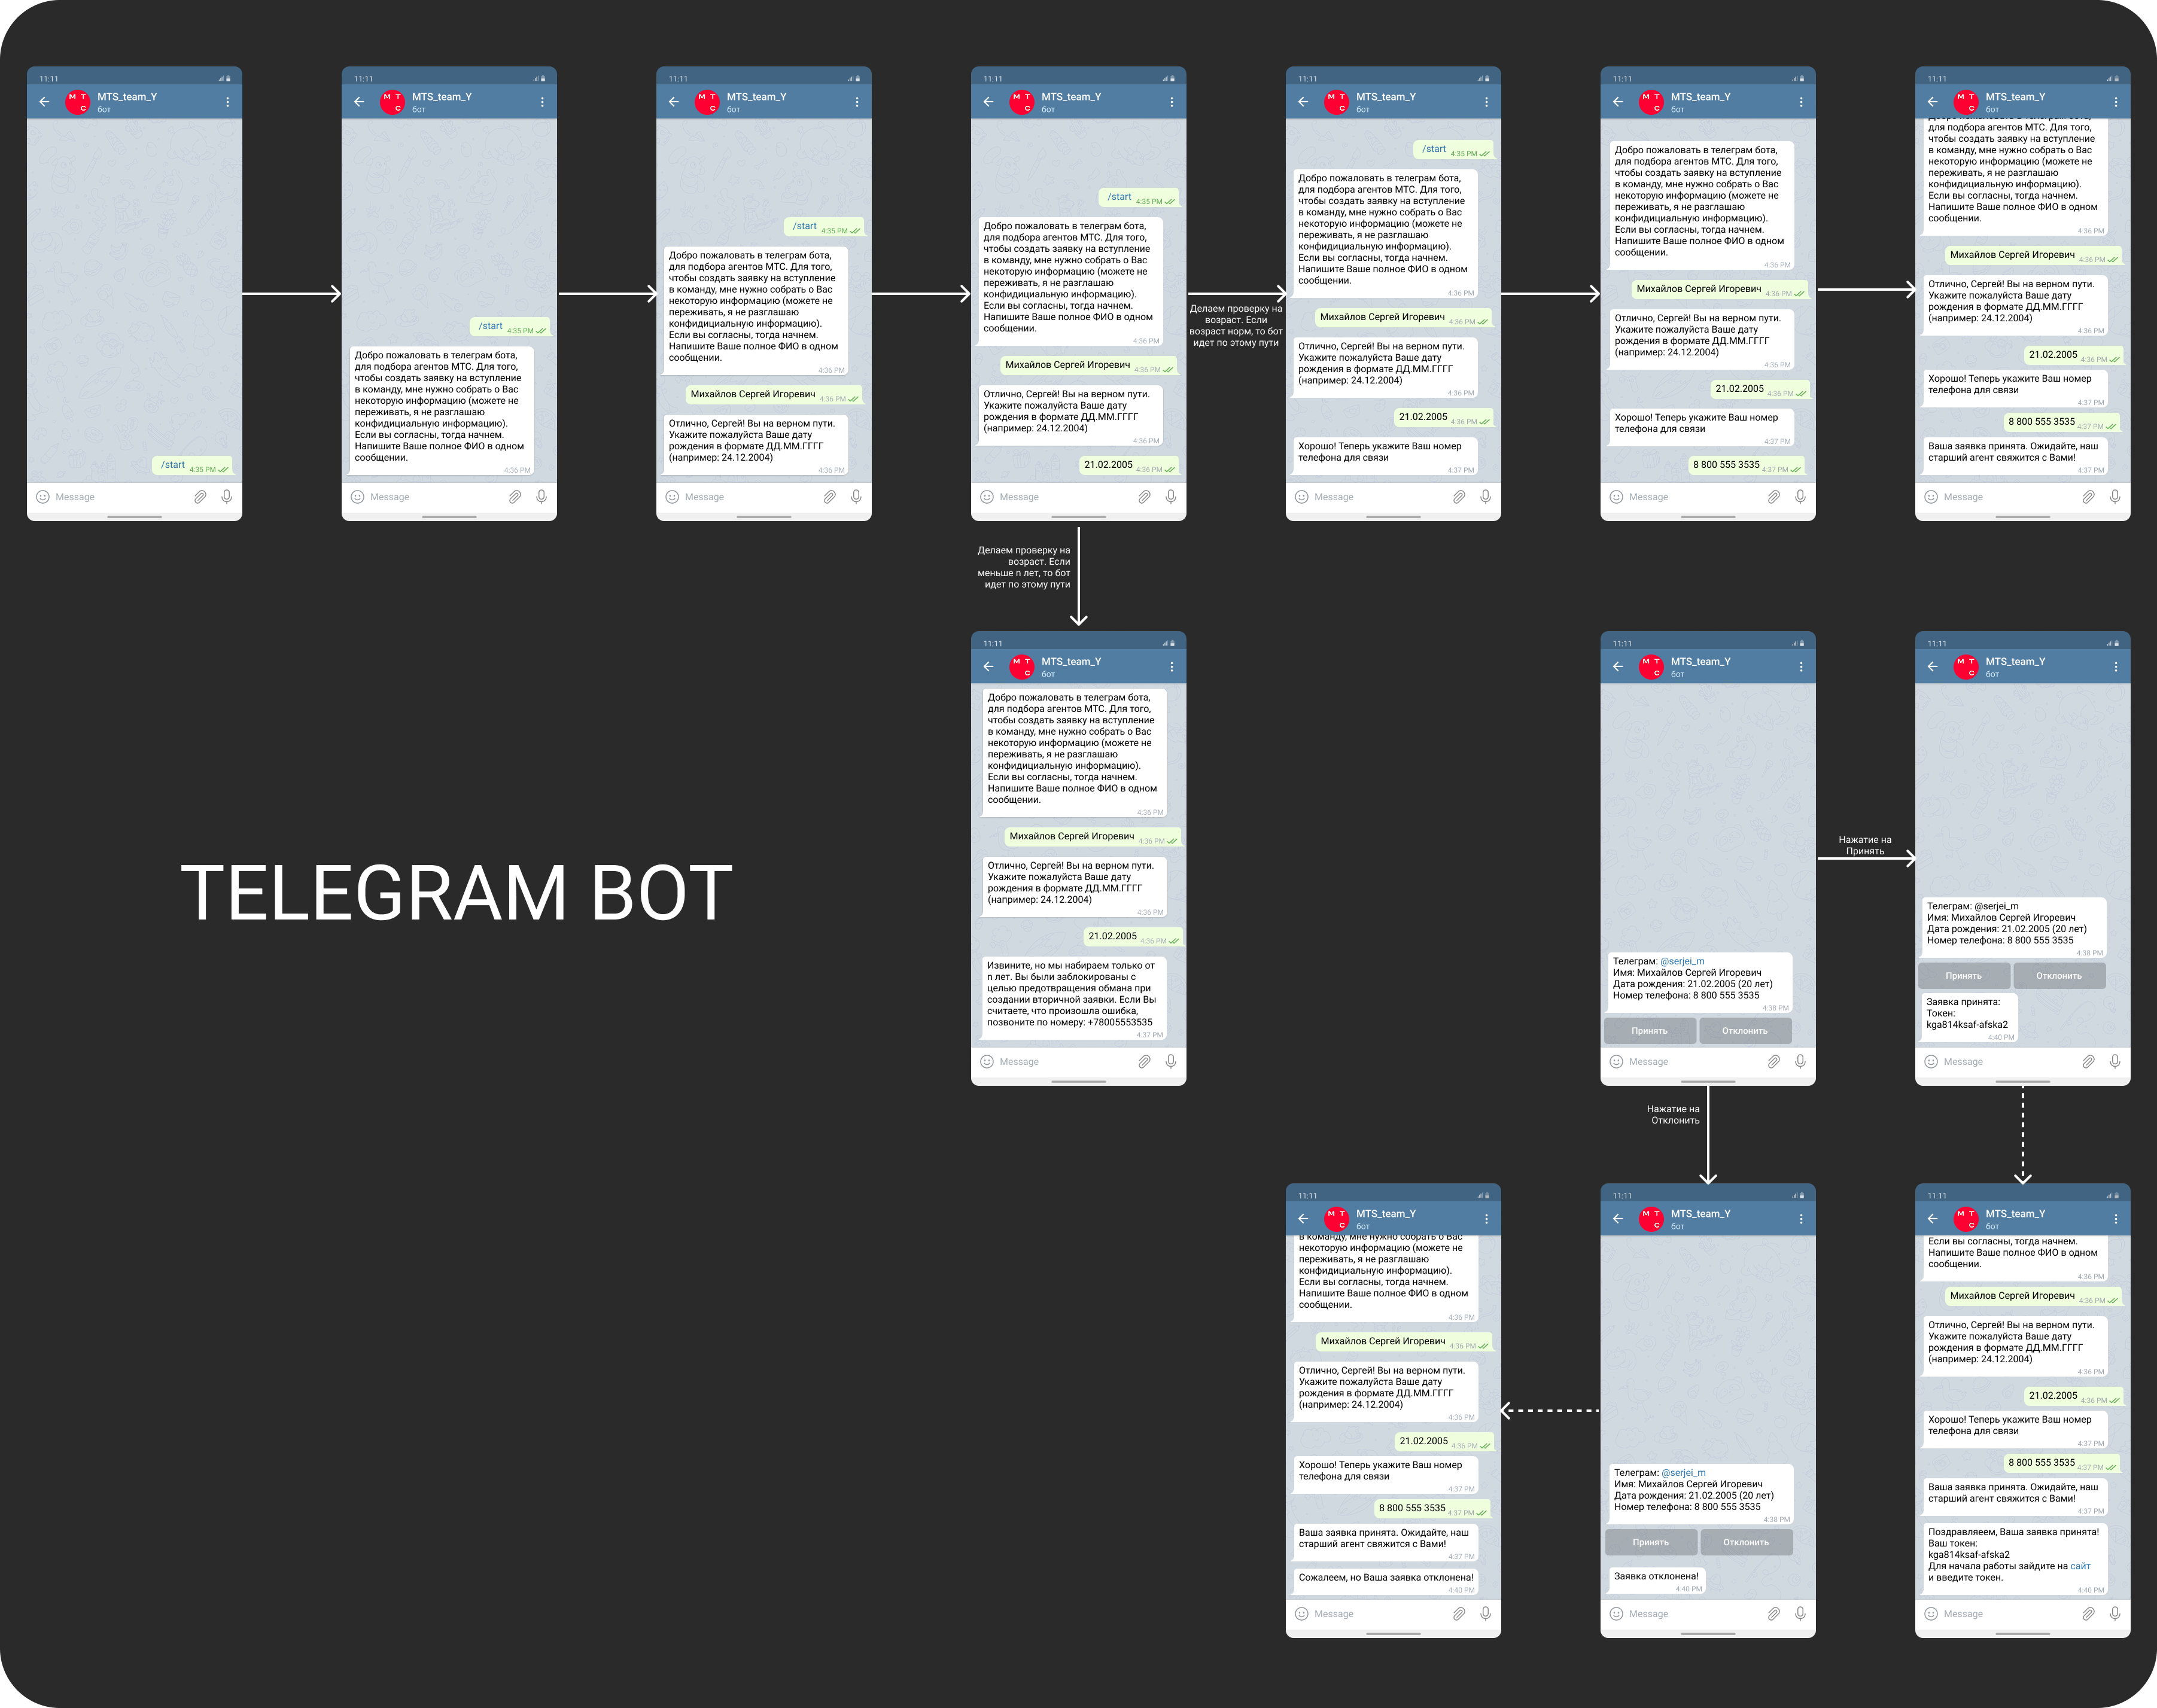 11:11
MTS_team_Y
бот
/start 4:35 PM
Message
11:11
MTS_team_Y
бот
/start 4:35 PM
Добро пожаловать в телеграм бота,
для подбора агентов МТС. Для того,
чтобы создать заявку на вступление
в команду, мне нужно собрать о Вас
некоторую информацию (можете не
переживать, я не разглашаю
конфидициальную информацию).
Если вы согласны, тогда начнем.
Напишите Ваше полное ФИО в одном
сообщении.
4:36 PM
Message
11:11
MTS_team_Y
бот
/start 4:35 PM
Добро пожаловать в телеграм бота,
для подбора агентов МТС. Для того,
чтобы создать заявку на вступление
в команду, мне нужно собрать о Вас
некоторую информацию (можете не
переживать, я не разглашаю
конфидициальную информацию).
Если вы согласны, тогда начнем.
Напишите Ваше полное ФИО в одном
сообщении.
4:36 PM
Михайлов Сергей Игоревич 4:36 PM
Отлично, Сергей! Вы на верном пути.
Укажите пожалуйста Ваше дату
рождения в формате ДД.ММ.ГГГГ
(например: 24.12.2004)
4:36 PM
Message
11:11
MTS_team_Y
бот
/start 4:35 PM
Добро пожаловать в телеграм бота,
для подбора агентов МТС. Для того,
чтобы создать заявку на вступление
в команду, мне нужно собрать о Вас
некоторую информацию (можете не
переживать, я не разглашаю
конфидициальную информацию).
Если вы согласны, тогда начнем.
Напишите Ваше полное ФИО в одном
сообщении.
4:36 PM
Михайлов Сергей Игоревич 4:36 PM
Отлично, Сергей! Вы на верном пути.
Укажите пожалуйста Ваше дату
рождения в формате ДД.ММ.ГГГГ
(например: 24.12.2004)
4:36 PM
21.02.2005 4:36 PM
Message
Делаем проверку на
возраст. Если
возраст норм, то бот
идет по этому пути
11:11
MTS_team_Y
бот
/start 4:35 PM
Добро пожаловать в телеграм бота,
для подбора агентов МТС. Для того,
чтобы создать заявку на вступление
в команду, мне нужно собрать о Вас
некоторую информацию (можете не
переживать, я не разглашаю
конфидициальную информацию).
Если вы согласны, тогда начнем.
Напишите Ваше полное ФИО в одном
сообщении.
4:36 PM
Михайлов Сергей Игоревич 4:36 PM
Отлично, Сергей! Вы на верном пути.
Укажите пожалуйста Ваше дату
рождения в формате ДД.ММ.ГГГГ
(например: 24.12.2004)
4:36 PM
21.02.2005 4:36 PM
Хорошо! Теперь укажите Ваш номер
телефона для связи
4:37 PM
Message
11:11
MTS_team_Y
бот
Добро пожаловать в телеграм бота,
для подбора агентов МТС. Для того,
чтобы создать заявку на вступление
в команду, мне нужно собрать о Вас
некоторую информацию (можете не
переживать, я не разглашаю
конфидициальную информацию).
Если вы согласны, тогда начнем.
Напишите Ваше полное ФИО в одном
сообщении.
4:36 PM
Михайлов Сергей Игоревич 4:36 PM
Отлично, Сергей! Вы на верном пути.
Укажите пожалуйста Ваше дату
рождения в формате ДД.ММ.ГГГГ
(например: 24.12.2004)
4:36 PM
21.02.2005 4:36 PM
Хорошо! Теперь укажите Ваш номер
телефона для связи
4:37 PM
8 800 555 3535 4:37 PM
Message
11:11
MTS_team_Y
бот
Добро пожаловать в телеграм бота,
для подбора агентов МТС. Для того,
чтобы создать заявку на вступление
в команду, мне нужно собрать о Вас
некоторую информацию (можете не
переживать, я не разглашаю
конфидициальную информацию).
Если вы согласны, тогда начнем.
Напишите Ваше полное ФИО в одном
сообщении.
4:36 PM
Михайлов Сергей Игоревич 4:36 PM
Отлично, Сергей! Вы на верном пути.
Укажите пожалуйста Ваше дату
рождения в формате ДД.ММ.ГГГГ
(например: 24.12.2004)
4:36 PM
21.02.2005 4:36 PM
Хорошо! Теперь укажите Ваш номер
телефона для связи
4:37 PM
8 800 555 3535 4:37 PM
Ваша заявка принята. Ожидайте, наш
старший агент свяжится с Вами!
4:37 PM
Message
Делаем проверку на
возраст. Если
меньше n лет, то бот
идет по этому пути
TELEGRAM BOT
11:11
MTS_team_Y
бот
Добро пожаловать в телеграм бота,
для подбора агентов МТС. Для того,
чтобы создать заявку на вступление
в команду, мне нужно собрать о Вас
некоторую информацию (можете не
переживать, я не разглашаю
конфидициальную информацию).
Если вы согласны, тогда начнем.
Напишите Ваше полное ФИО в одном
сообщении.
4:36 PM
Михайлов Сергей Игоревич 4:36 PM
Отлично, Сергей! Вы на верном пути.
Укажите пожалуйста Ваше дату
рождения в формате ДД.ММ.ГГГГ
(например: 24.12.2004)
4:36 PM
21.02.2005 4:36 PM
Извините, но мы набираем только от
n лет. Вы были заблокированы с
целью предотвращения обмана при
создании вторичной заявки. Если Вы
считаете, что произошла ошибка,
позвоните по номеру: +78005553535
4:37 PM
Message
11:11
MTS_team_Y
бот
Телеграм: @serjei_m
Имя: Михайлов Сергей Игоревич
Дата рождения: 21.02.2005 (20 лет)
Номер телефона: 8 800 555 3535
4:38 PM
Принять Отклонить
Message
Нажатие на
Принять
11:11
MTS_team_Y
бот
Телеграм: @serjei_m
Имя: Михайлов Сергей Игоревич
Дата рождения: 21.02.2005 (20 лет)
Номер телефона: 8 800 555 3535
4:38 PM
Принять Отклонить
Заявка принята:
Токен:
kga814ksaf-afska2
4:40 PM
Message
Нажатие на
Отклонить
11:11
MTS_team_Y
бот
в команду, мне нужно собрать о Вас
некоторую информацию (можете не
переживать, я не разглашаю
конфидициальную информацию).
Если вы согласны, тогда начнем.
Напишите Ваше полное ФИО в одном
сообщении.
4:36 PM
Михайлов Сергей Игоревич 4:36 PM
Отлично, Сергей! Вы на верном пути.
Укажите пожалуйста Ваше дату
рождения в формате ДД.ММ.ГГГГ
(например: 24.12.2004)
4:36 PM
21.02.2005 4:36 PM
Хорошо! Теперь укажите Ваш номер
телефона для связи
4:37 PM
8 800 555 3535 4:37 PM
Ваша заявка принята. Ожидайте, наш
старший агент свяжится с Вами!
4:37 PM
Сожалеем, но Ваша заявка отклонена!
4:40 PM
Message
11:11
MTS_team_Y
бот
Телеграм: @serjei_m
Имя: Михайлов Сергей Игоревич
Дата рождения: 21.02.2005 (20 лет)
Номер телефона: 8 800 555 3535
4:38 PM
Принять Отклонить
Заявка отклонена!
4:40 PM
Message
11:11
MTS_team_Y
бот
Если вы согласны, тогда начнем.
Напишите Ваше полное ФИО в одном
сообщении.
4:36 PM
Михайлов Сергей Игоревич 4:36 PM
Отлично, Сергей! Вы на верном пути.
Укажите пожалуйста Ваше дату
рождения в формате ДД.ММ.ГГГГ
(например: 24.12.2004)
4:36 PM
21.02.2005 4:36 PM
Хорошо! Теперь укажите Ваш номер
телефона для связи
4:37 PM
8 800 555 3535 4:37 PM
Ваша заявка принята. Ожидайте, наш
старший агент свяжится с Вами!
4:37 PM
Поздравляеем, Ваша заявка принята!
Ваш токен:
kga814ksaf-afska2
Для начала работы зайдите на сайт
и введите токен.
4:40 PM
Message